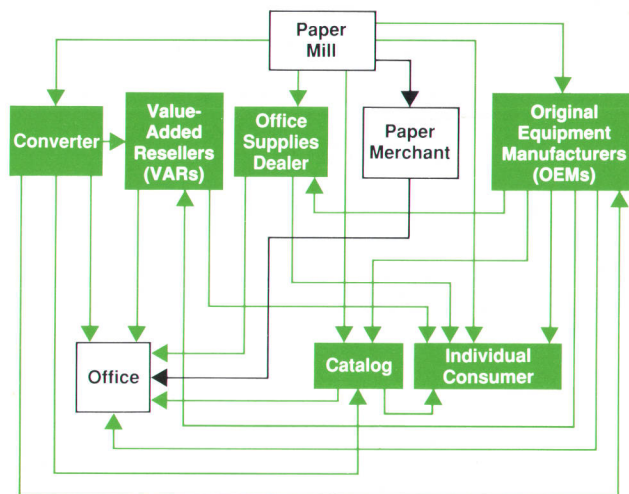 Paper
Mill
Converter
Value-
Added
Resellers
(VARs)
Office
Supplies
Dealer
Paper
Merchant
Original
Equipment
Manufacturers
(OEMs)
Office
Catalog
Individual
Consumer